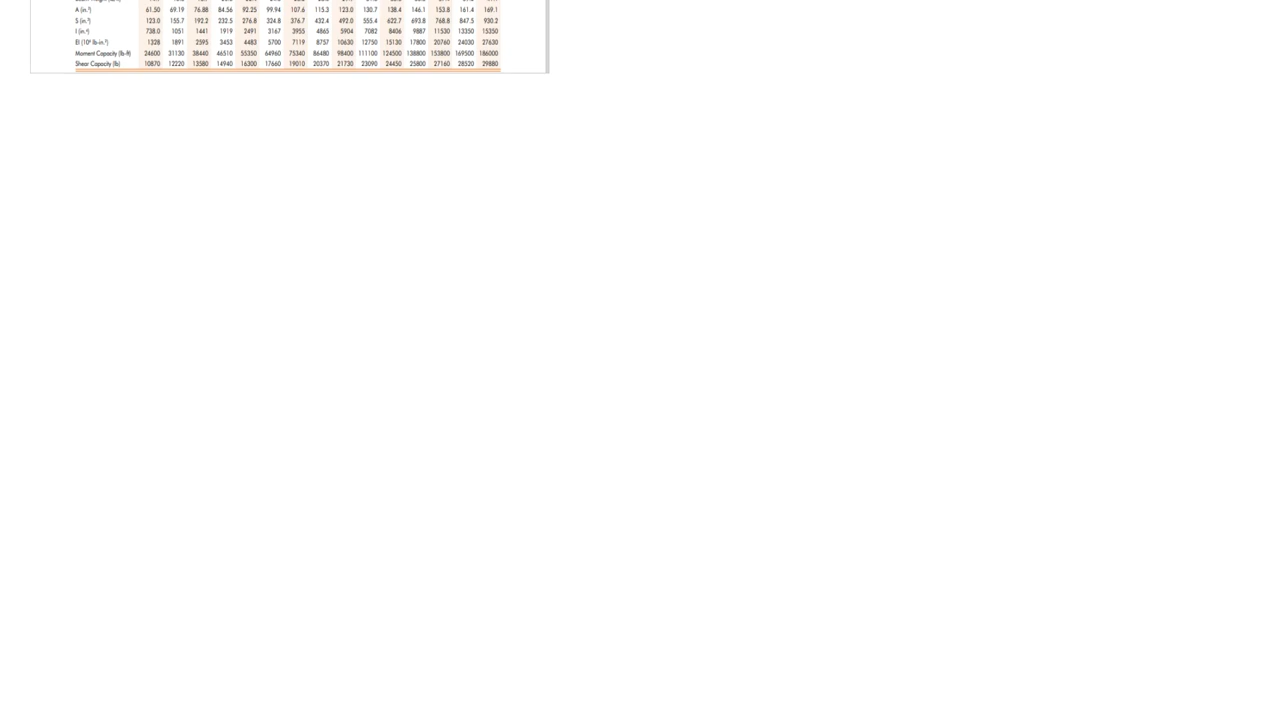 A (in.²) 61.50 69.19 76.88 84.56 92.25 99.94 107.6 115.3 123.0 130.7 138.4 146.1 153.8 161.4 169.1
S (in.³) 123.0 155.7 192.2 232.5 276.8 324.8 376.7 432.4 492.0 555.4 622.7 693.8 768.8 847.5 930.2
I (in.⁴) 738.0 1051 1441 1919 2491 3167 3955 4865 5904 7082 8406 9887 11530 13350 15350
EI (10⁶ lb-in.²) 1328 1891 2595 3453 4483 5700 7119 8757 10630 12750 15130 17800 20760 24030 27630
Moment Capacity (lb-ft) 24600 31130 38440 46510 55350 64960 75340 86480 98400 111100 124500 138800 153800 169500 186000
Shear Capacity (lb) 10870 12220 13580 14940 16300 17660 19010 20370 21730 23090 24450 25800 27160 28520 29880